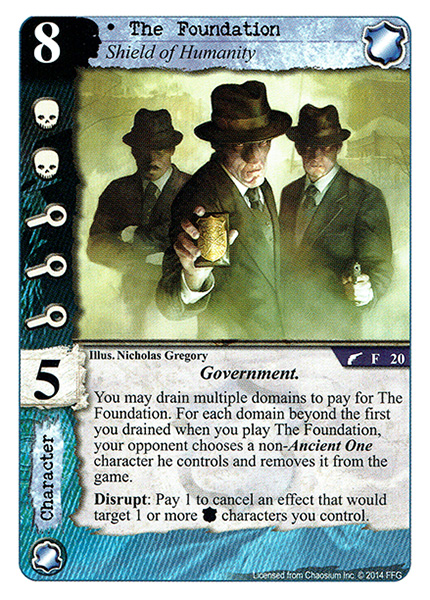 8
• The Foundation
Shield of Humanity
Illus. Nicholas Gregory
F 20
5
Government.
You may drain multiple domains to pay for The
Foundation. For each domain beyond the first
you drained when you play The Foundation,
your opponent chooses a non-Ancient One
character he controls and removes it from the
game.
Disrupt: Pay 1 to cancel an effect that would
target 1 or more characters you control.
Character
Licensed from Chaosium Inc. © 2014 FFG